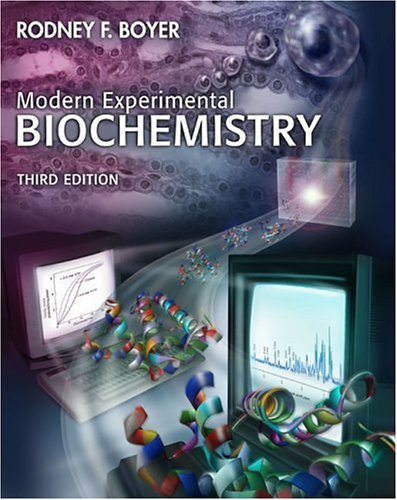 RODNEY F. BOYER
Modern Experimental
BIOCHEMISTRY
THIRD EDITION